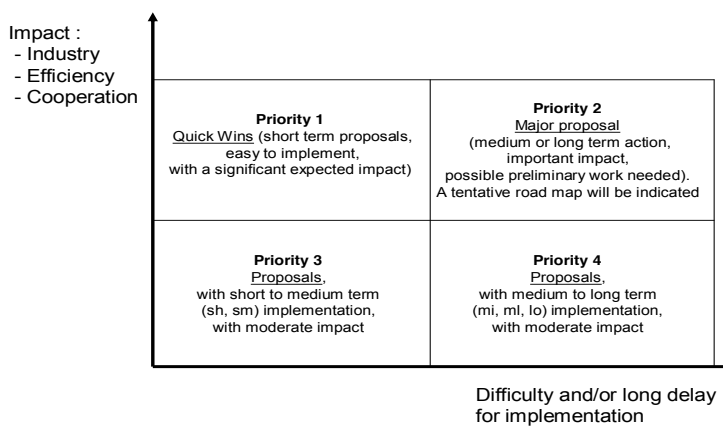 Impact :
- Industry
- Efficiency
- Cooperation
Priority 1
Quick Wins (short term proposals,
easy to implement,
with a significant expected impact)
Priority 2
Major proposal
(medium or long term action,
important impact,
possible preliminary work needed).
A tentative road map will be indicated
Priority 3
Proposals,
with short to medium term
(sh, sm) implementation,
with moderate impact
Priority 4
Proposals,
with medium to long term
(mi, ml, lo) implementation,
with moderate impact
Difficulty and/or long delay
for implementation